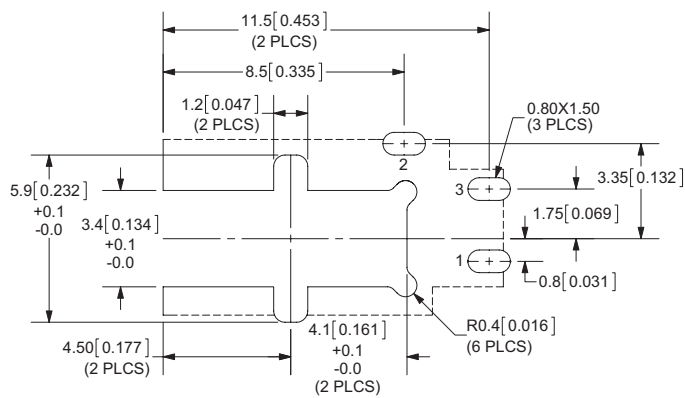 11.5[0.453]
(2 PLCS)
8.5[0.335]
1.2[0.047]
(2 PLCS)
0.80X1.50
(3 PLCS)
2
5.9[0.232]
+0.1
-0.0
3.4[0.134]
+0.1
-0.0
3
3.35[0.132]
1.75[0.069]
1
0.8[0.031]
4.50[0.177]
(2 PLCS)
4.1[0.161]
+0.1
-0.0
(2 PLCS)
R0.4[0.016]
(6 PLCS)